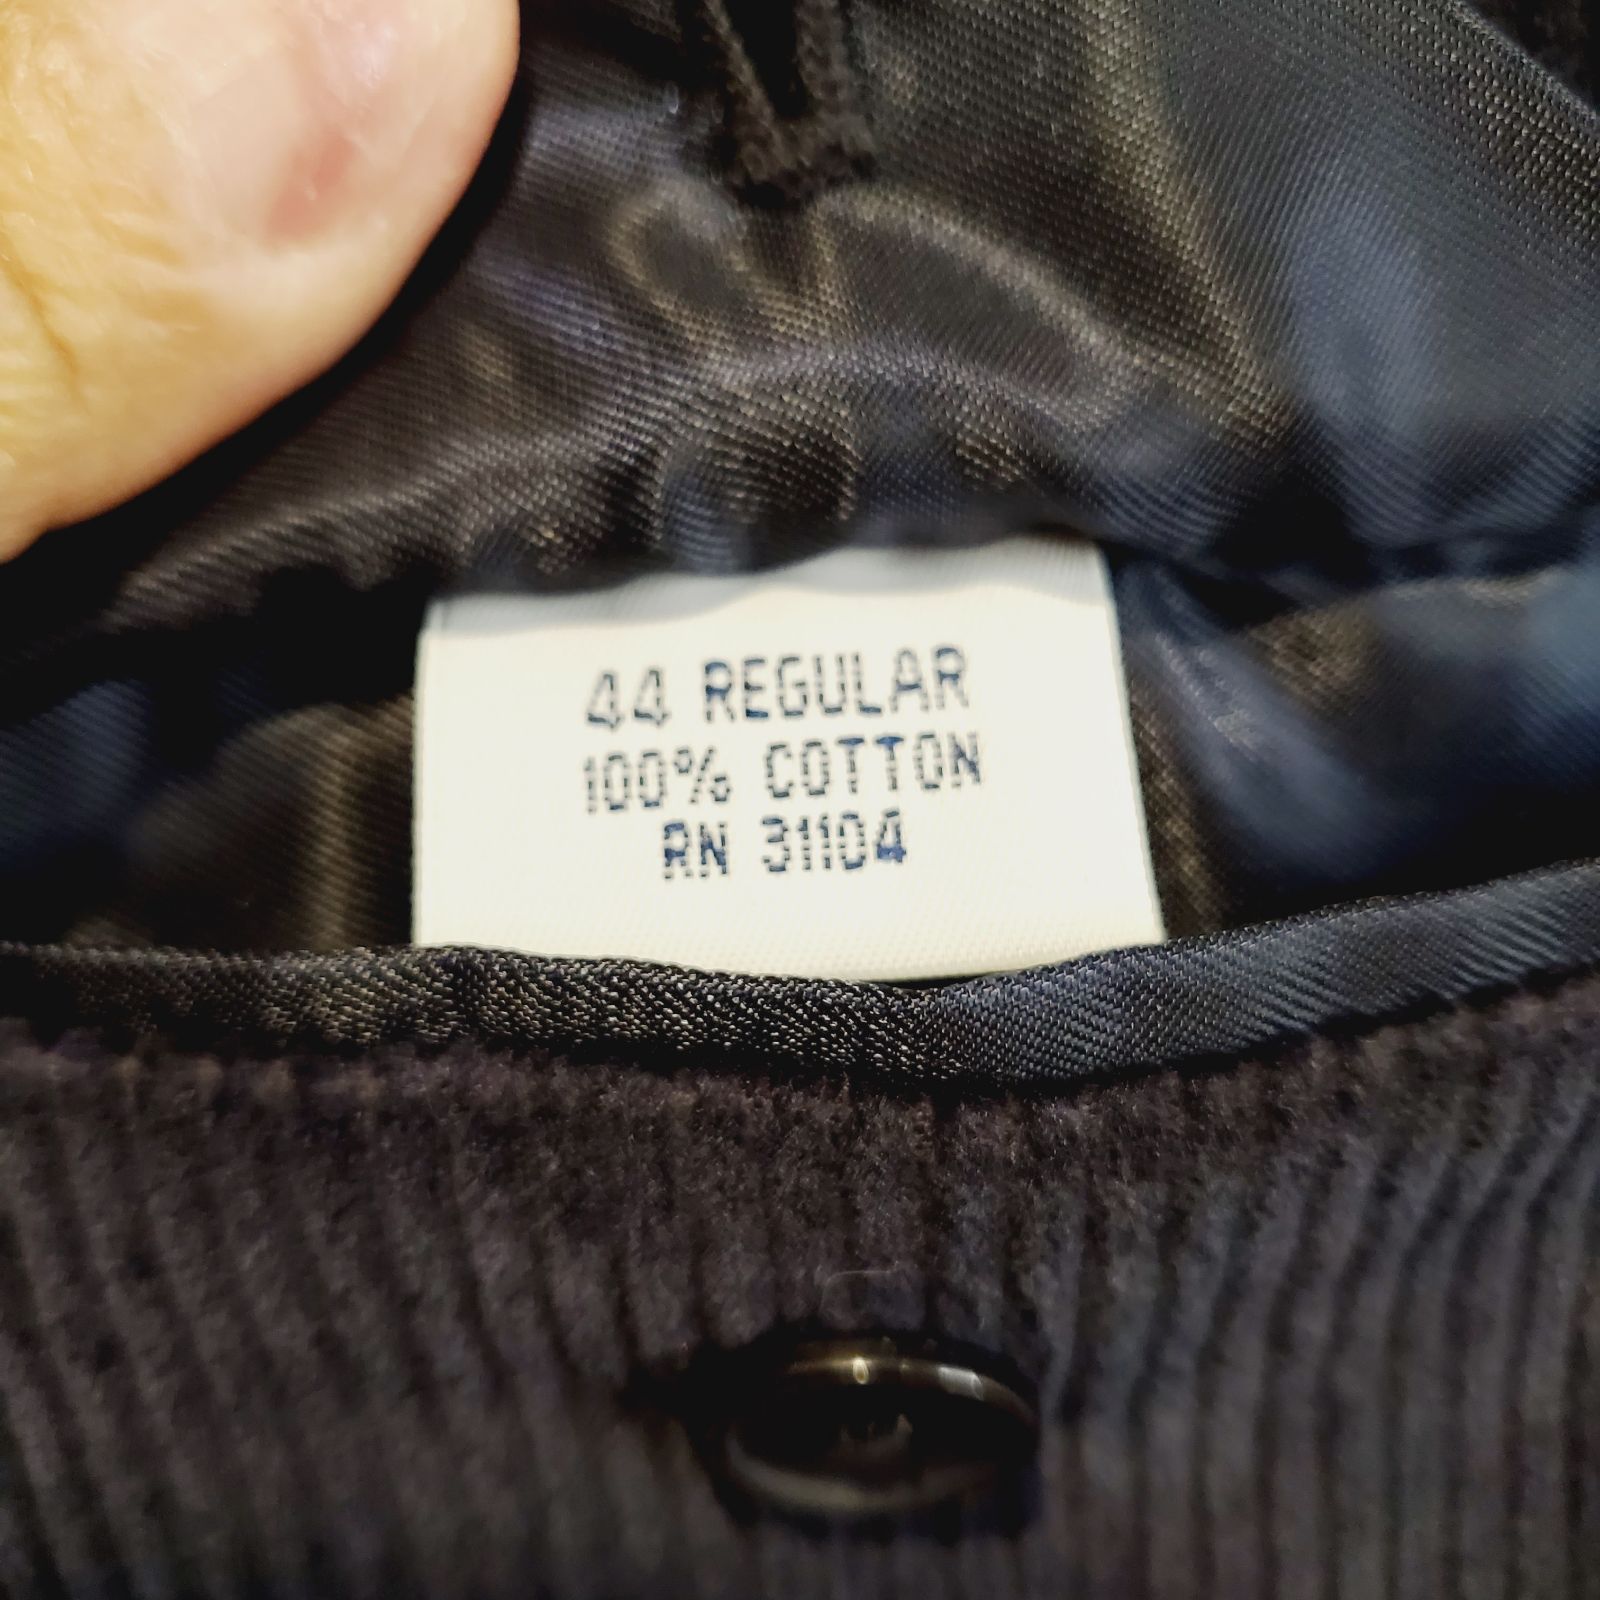 44 REGULAR
100% COTTON
RN 31104